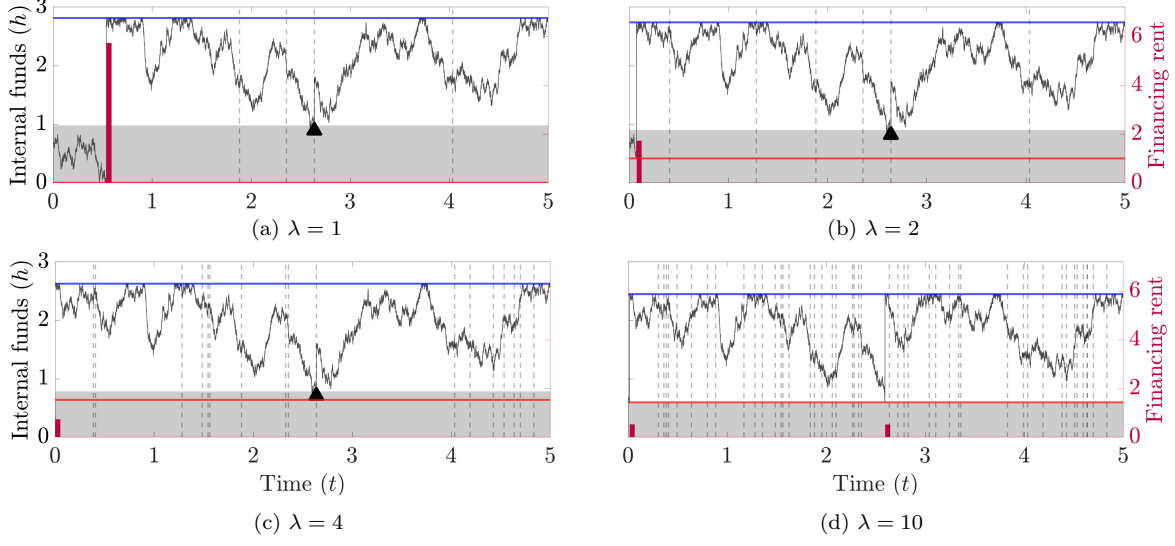 Internal funds (h)
3
2
1
0
0 1 2 3 4 5
(a) λ = 1
6
4
2
0
Financing rent
0 1 2 3 4 5
(b) λ = 2
Internal funds (h)
3
2
1
0
0 1 2 3 4 5
Time (t)
(c) λ = 4
6
4
2
0
Financing rent
0 1 2 3 4 5
Time (t)
(d) λ = 10